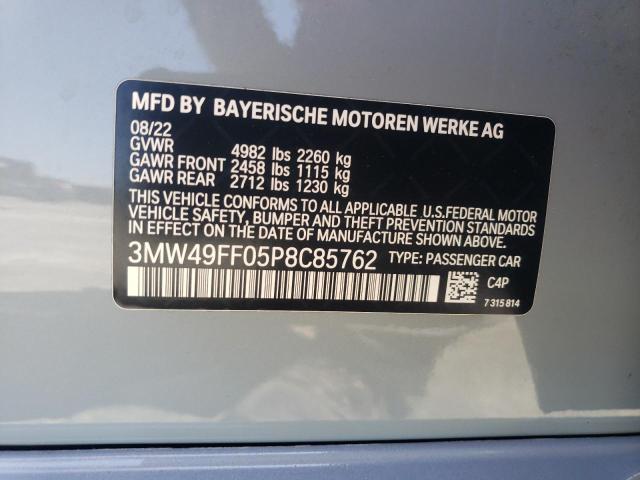 MFD BY BAYERISCHE MOTOREN WERKE AG
08/22
GVWR 4982 lbs 2260 kg
GAWR FRONT 2458 lbs 1115 kg
GAWR REAR 2712 lbs 1230 kg
THIS VEHICLE CONFORMS TO ALL APPLICABLE U.S.FEDERAL MOTOR
VEHICLE SAFETY, BUMPER AND THEFT PREVENTION STANDARDS
IN EFFECT ON THE DATE OF MANUFACTURE SHOWN ABOVE.
3MW49FF05P8C85762 TYPE: PASSENGER CAR
C4P
7 315 814